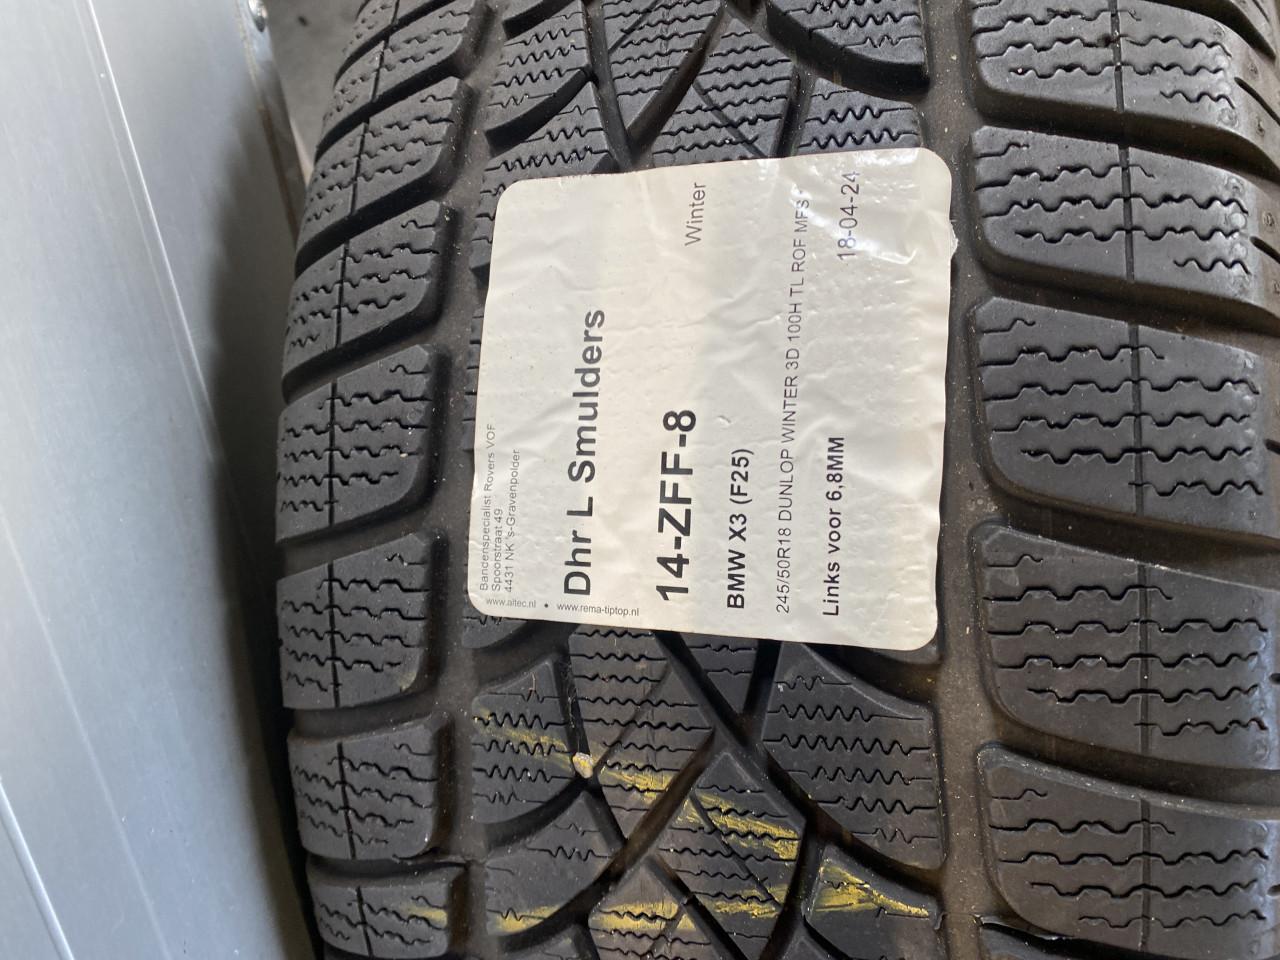 Bandenspecialist Rovers VOF
Spoorstraat 49
4431 NK 's-Gravenpolder
Dhr L Smulders
14-ZFF-8
Winter
BMW X3 (F25)
245/50R18 DUNLOP WINTER 3D 100H TL ROF MFS *
Links voor 6,8MM
18-04-24
www.altec.nl • www.rema-tiptop.nl